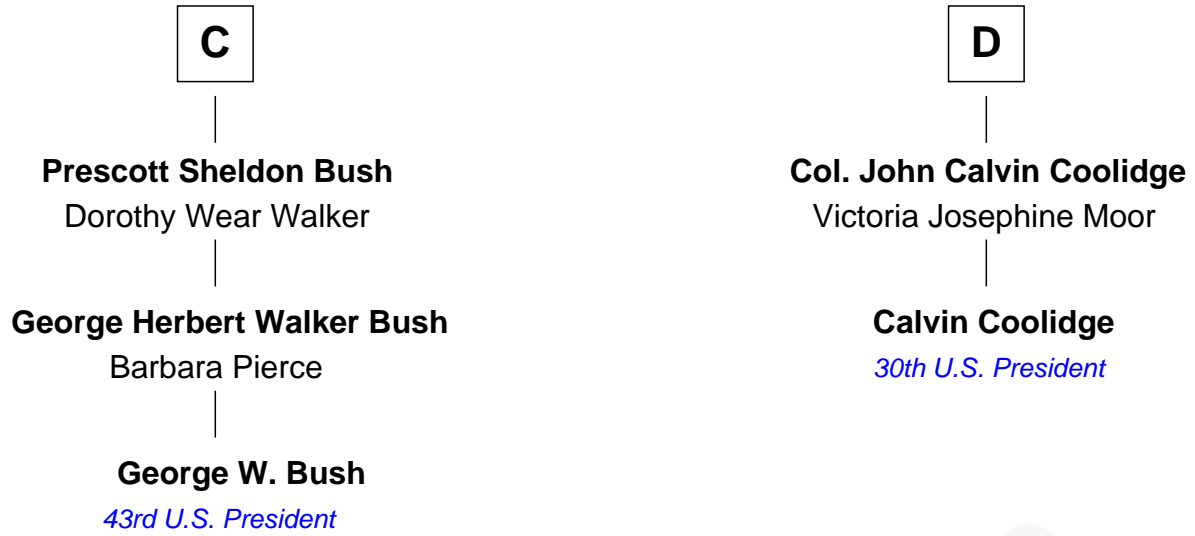 C
Prescott Sheldon Bush
Dorothy Wear Walker
George Herbert Walker Bush
Barbara Pierce
George W. Bush
43rd U.S. President
D
Col. John Calvin Coolidge
Victoria Josephine Moor
Calvin Coolidge
30th U.S. President